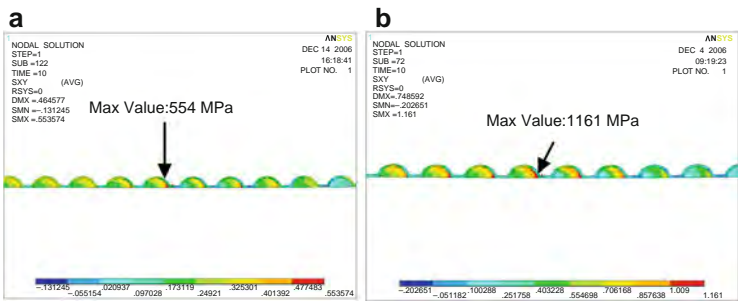 a
1
NODAL SOLUTION
STEP=1
SUB =122
TIME =10
SXY (AVG)
RSYS=0
DMX =.464577
SMN =-.131245
SMX =.553574
ANSYS
DEC 14 2006
16:18:41
PLOT NO. 1
Max Value:554 MPa
-.131245 .020937 .173119 .325301 .477483
-.055154 .097028 .24921 .401392 .553574
b
1
NODAL SOLUTION
STEP=1
SUB =72
TIME=10
SXY (AVG)
RSYS=0
DMX=.748592
SMN=-.202651
SMX =1.161
ANSYS
DEC 4 2006
09:19:23
PLOT NO. 1
Max Value:1161 MPa
-.202651 .100288 .403228 .706168 1.009
-.051182 .251758 .554698 .857638 1.161